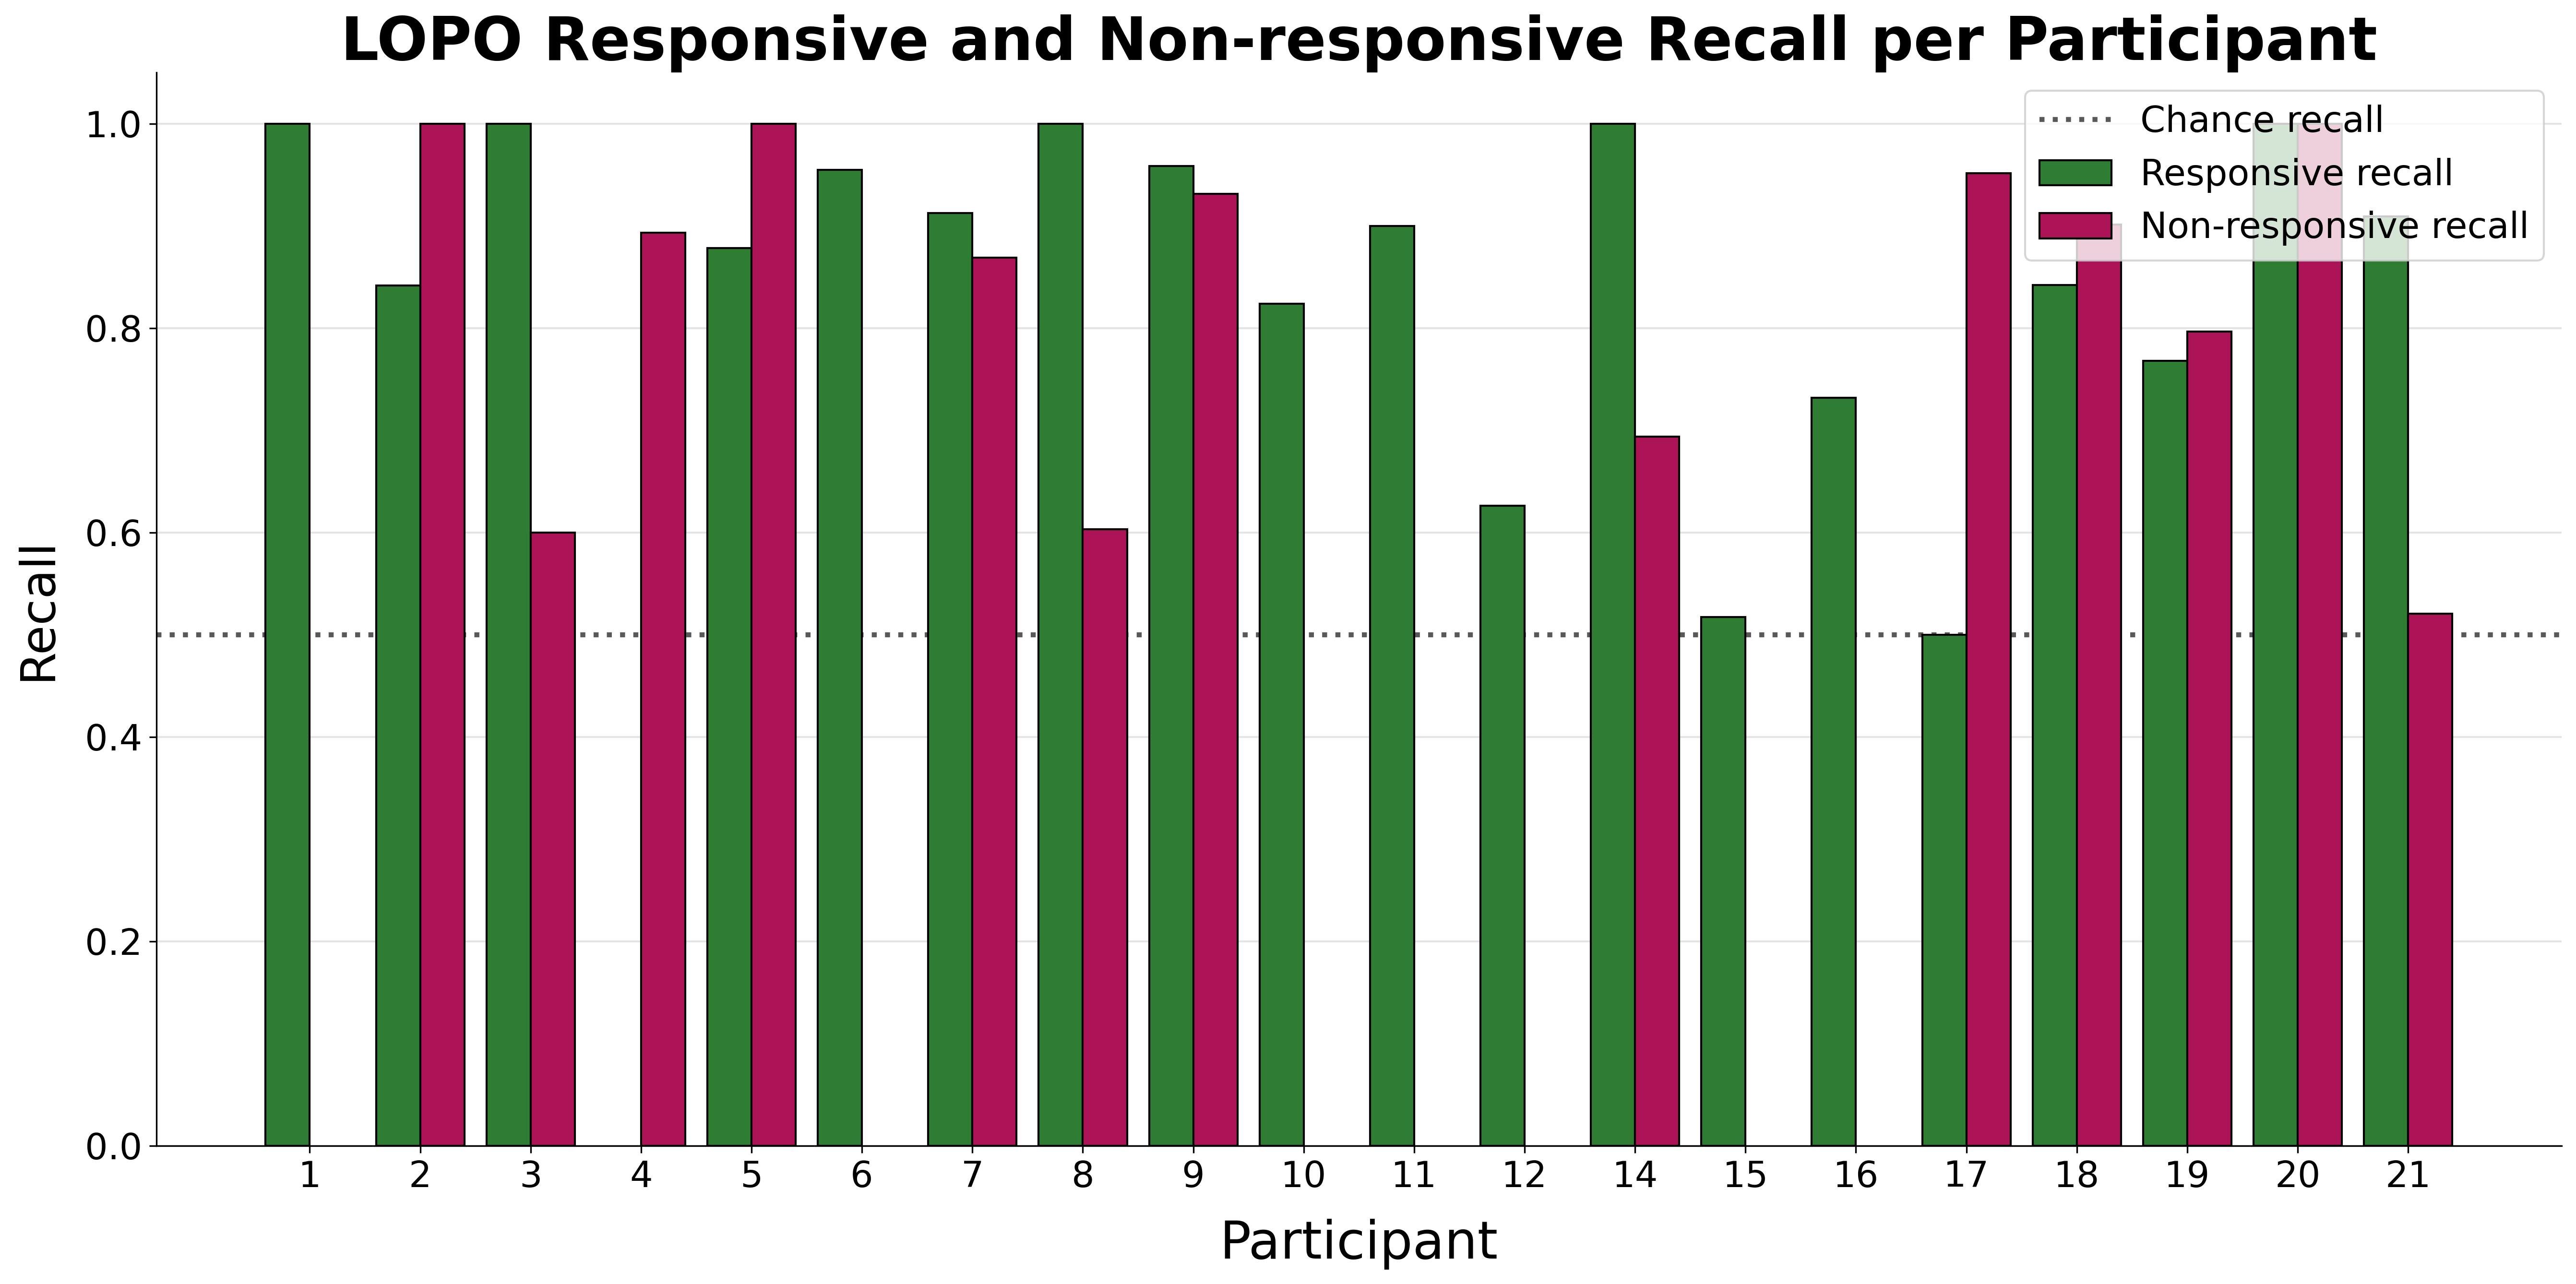 LOPO Responsive and Non-responsive Recall per Participant
Chance recall
Responsive recall
Non-responsive recall
1.0
0.8
0.6
0.4
0.2
0.0
Recall
1 2 3 4 5 6 7 8 9 10 11 12 14 15 16 17 18 19 20 21
Participant